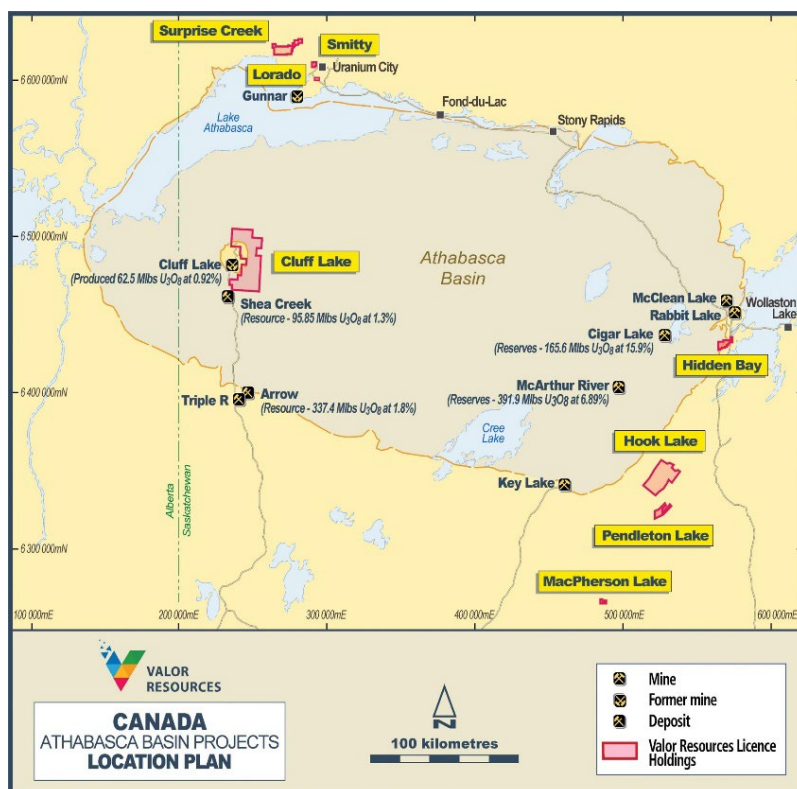 Surprise Creek
Smitty
6 600 000mN
Uranium City
Lorado
Gunnar
Fond-du-Lac
Stony Rapids
Lake
Athabasca
6 500 000mN
Cluff Lake
(Produced 62.5 Mlbs U₃O₈ at 0.92%)
Cluff Lake
Athabasca
Basin
Shea Creek
(Resource - 95.85 Mlbs U₃O₈ at 1.3%)
McClean Lake
Rabbit Lake
Wollaston
Lake
Cigar Lake
(Reserves - 165.6 Mlbs U₃O₈ at 15.9%)
Hidden Bay
6 400 000mN
Triple R
Arrow
(Resource - 337.4 Mlbs U₃O₈ at 1.8%)
McArthur River
(Reserves - 391.9 Mlbs U₃O₈ at 6.89%)
Cree
Lake
Hook Lake
Key Lake
Alberta
Saskatchewan
Pendleton Lake
6 300 000mN
MacPherson Lake
100 000mE
200 000mE
300 000mE
400 000mE
500 000mE
600 000mE
VALOR
RESOURCES
CANADA
ATHABASCA BASIN PROJECTS
LOCATION PLAN
N
100 kilometres
Mine
Former mine
Deposit
Valor Resources Licence
Holdings